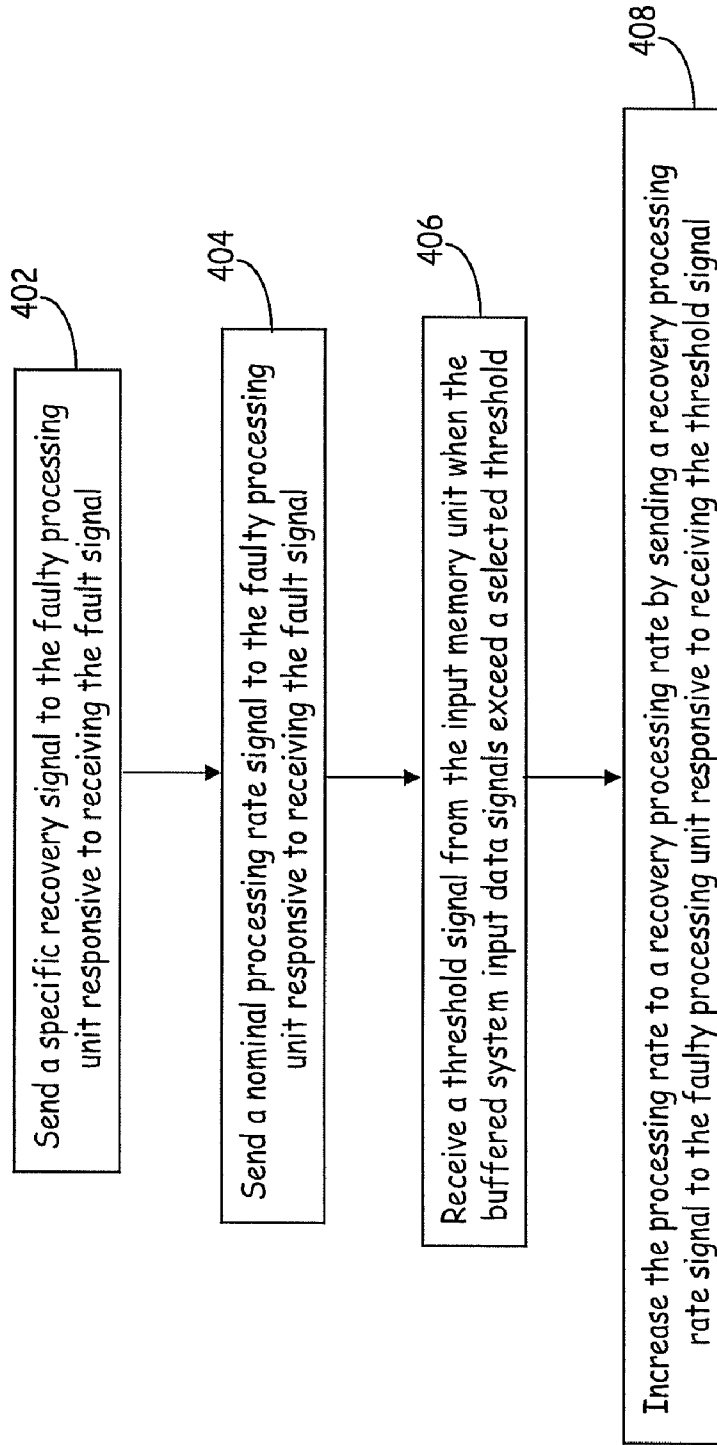 402
Send a specific recovery signal to the faulty processing
unit responsive to receiving the fault signal
404
Send a nominal processing rate signal to the faulty processing
unit responsive to receiving the fault signal
406
Receive a threshold signal from the input memory unit when the
buffered system input data signals exceed a selected threshold
408
Increase the processing rate to a recovery processing rate by sending a recovery processing
rate signal to the faulty processing unit responsive to receiving the threshold signal